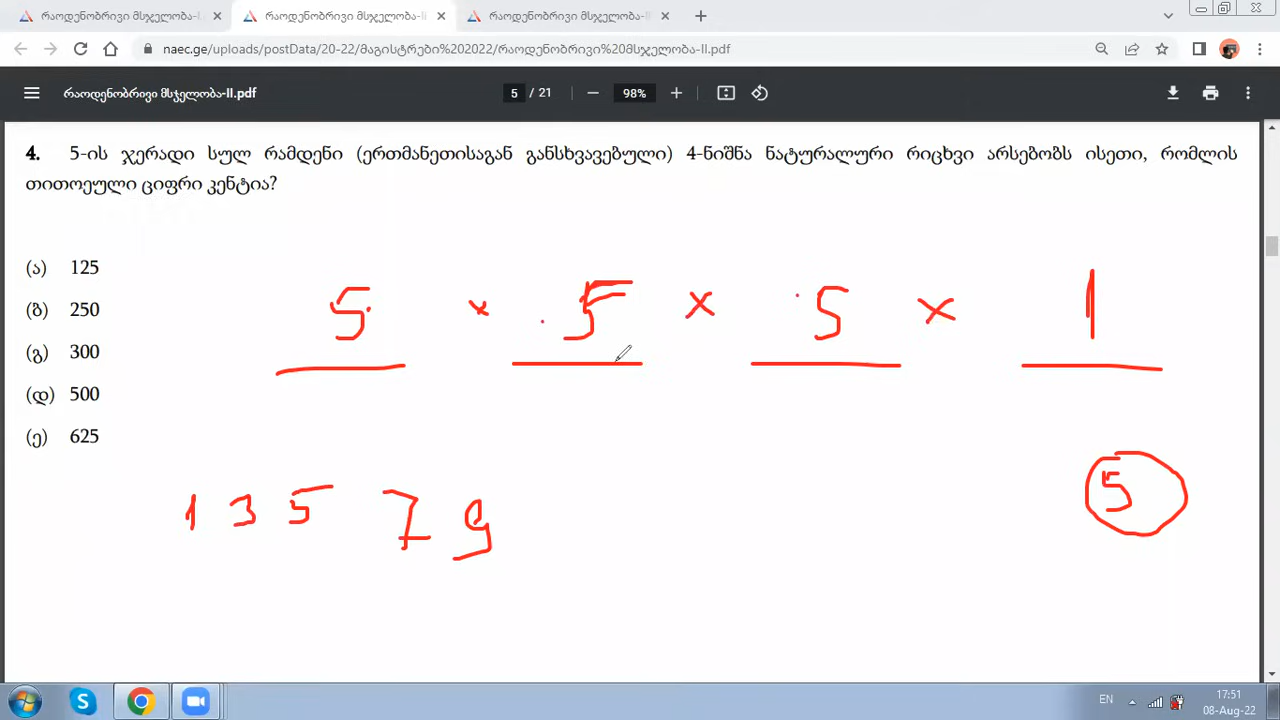 რაოდენობრივი მსჯელობა-
რაოდენობრივი მსჯელობა-II
რაოდენობრივი მსჯელობა-II
naec.ge/uploads/postData/20-22/მაგისტრები%202022/რაოდენობრივი%20მსჯელობა-II.pdf
რაოდენობრივი მსჯელობა-II.pdf
5 / 21
98%
4. 5-ის ჯერადი სულ რამდენი (ერთმანეთისაგან განსხვავებული) 4-ნიშნა ნატურალური რიცხვი არსებობს ისეთი, რომლის
თითოეული ციფრი კენტია?
(ა) 125
(ბ) 250
(გ) 300
(დ) 500
(ე) 625
5 × 5 × 5 × 1
1 3 5 7 9
5
EN
17:51
08-Aug-22